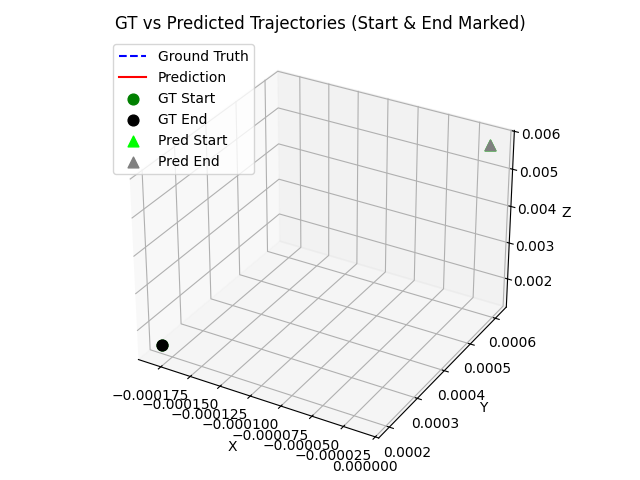 GT vs Predicted Trajectories (Start & End Marked)
Ground Truth
Prediction
GT Start
GT End
Pred Start
Pred End
0.006
0.005
0.004
0.003
0.002
Z
0.0006
0.0005
0.0004
0.0003
0.0002
Y
−0.000175
−0.000150
−0.000125
−0.000100
−0.000075
−0.000050
−0.000025
0.000000
X